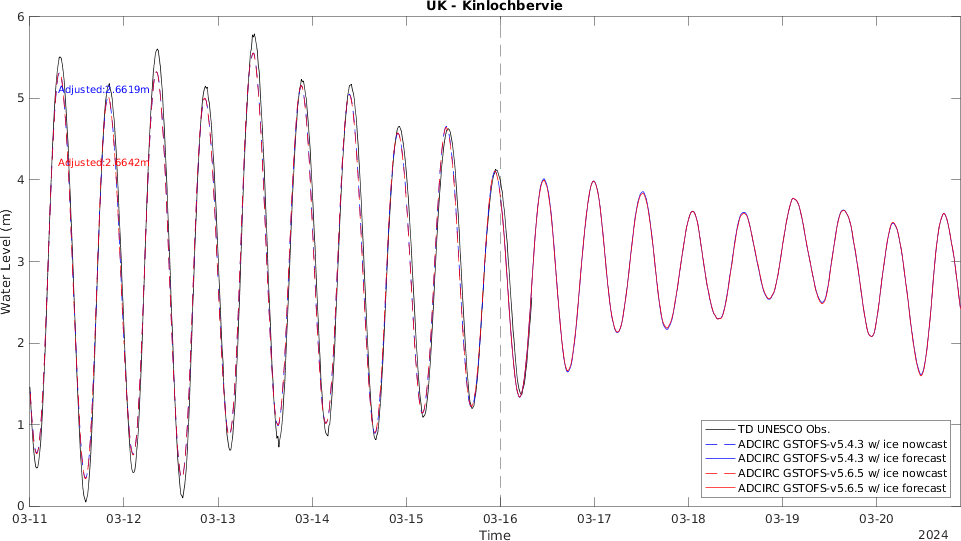 UK - Kinlochbervie
6
5
4
3
2
1
0
Water Level (m)
Adjusted:2.6619m
Adjusted:2.6642m
TD UNESCO Obs.
ADCIRC GSTOFS-v5.4.3 w/ ice nowcast
ADCIRC GSTOFS-v5.4.3 w/ ice forecast
ADCIRC GSTOFS-v5.6.5 w/ ice nowcast
ADCIRC GSTOFS-v5.6.5 w/ ice forecast
03-11 03-12 03-13 03-14 03-15 03-16 03-17 03-18 03-19 03-20
Time
2024